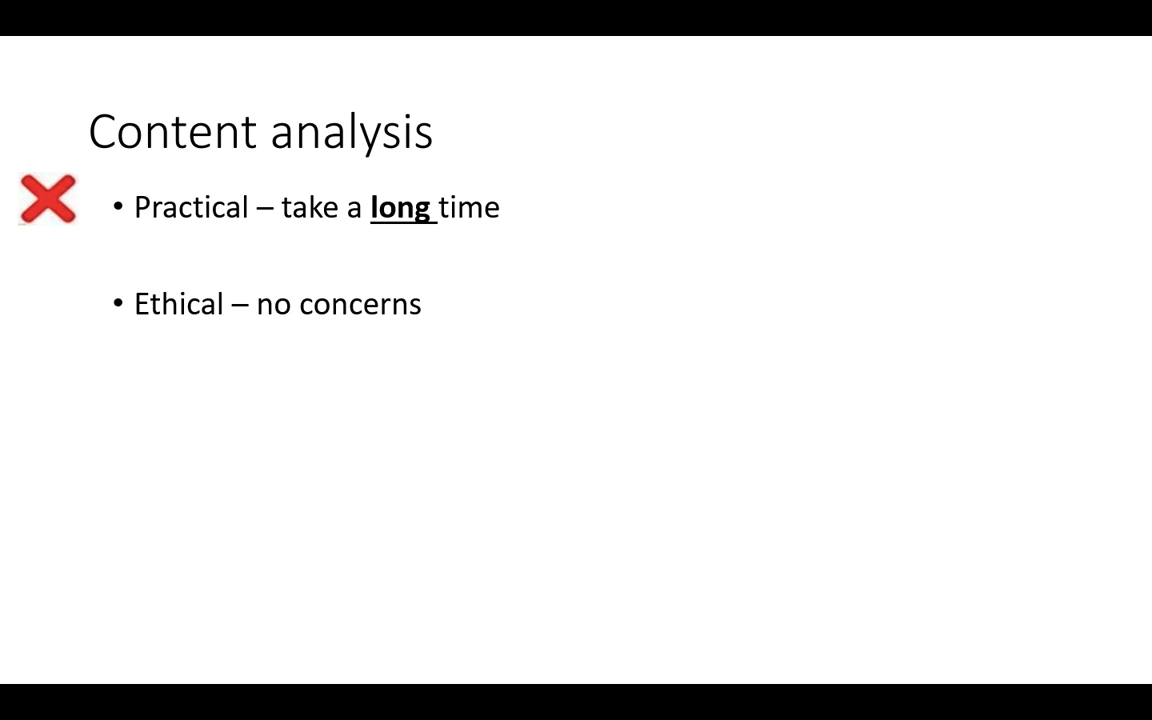 Content analysis
• Practical – take a long time
• Ethical – no concerns